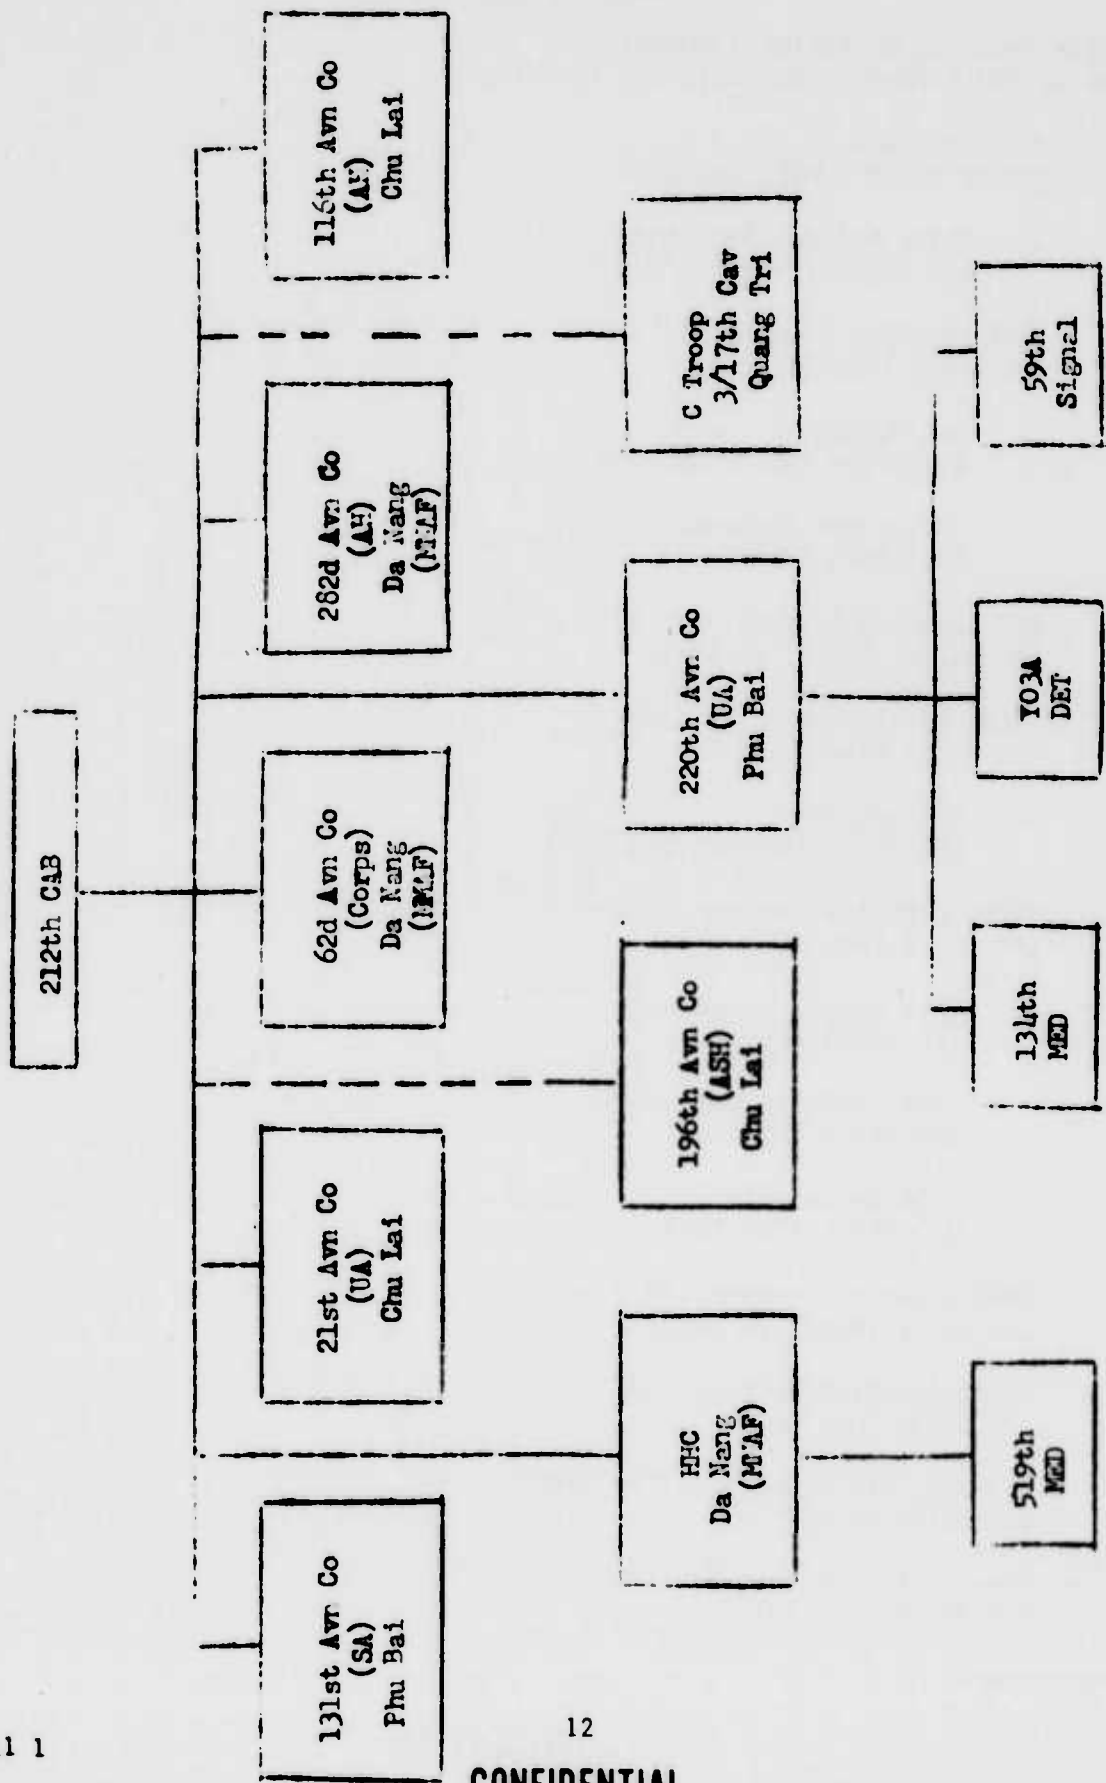 212th CAB
131st Avn Co
(SA)
Phu Bai
21st Avn Co
(UA)
Chu Lai
62d Avn Co
(Corps)
Da Nang
282d Avn Co
(AH)
Da Nang
116th Avn Co
(AH)
Chu Lai
HHC
Da Nang
196th Avn Co
(ASH)
Chu Lai
220th Avn Co
(UA)
Phu Bai
C Troop
3/17th Cav
Quang Tri
519th
MED
134th
MED
YO3A
DET
59th
Signal
12
CONFIDENTIAL